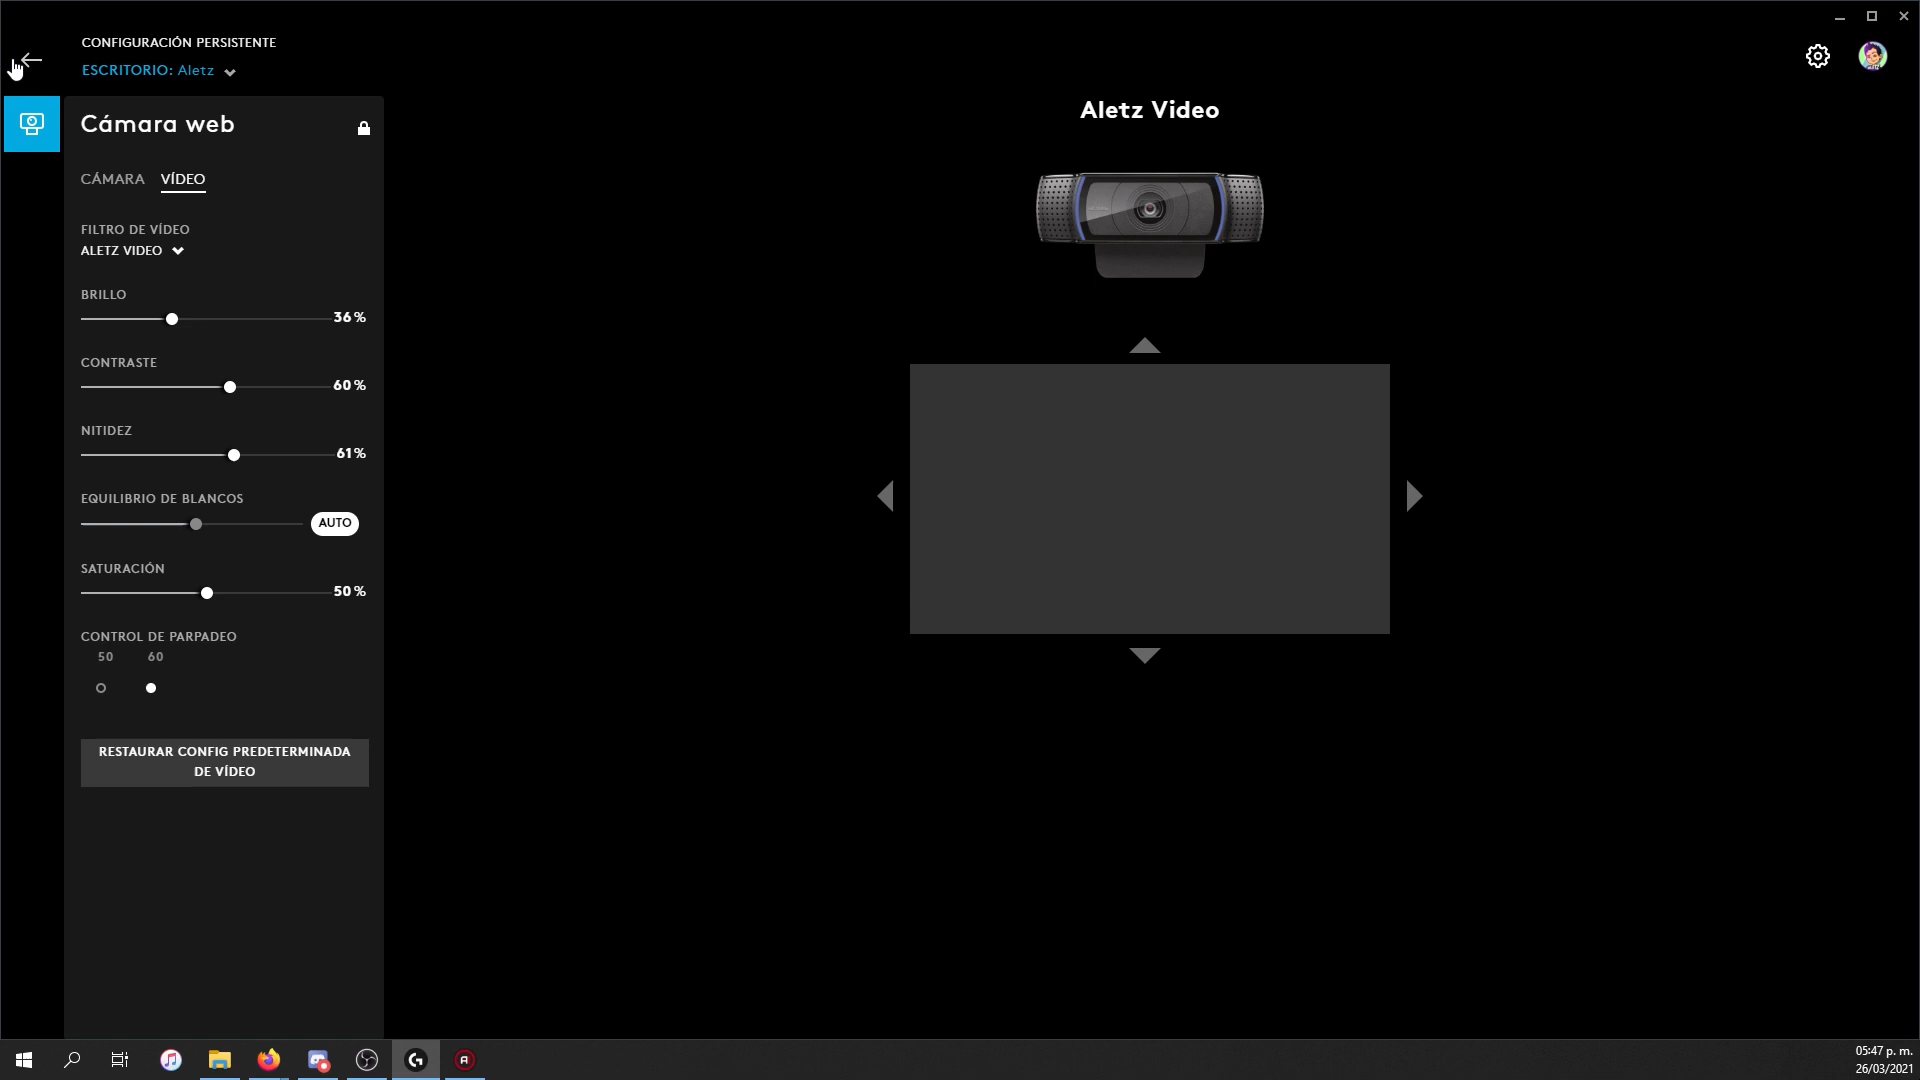 CONFIGURACIÓN PERSISTENTE
ESCRITORIO: Aletz
Cámara web
CÁMARA VÍDEO
FILTRO DE VÍDEO
ALETZ VIDEO
BRILLO
36%
CONTRASTE
60%
NITIDEZ
61%
EQUILIBRIO DE BLANCOS
AUTO
SATURACIÓN
50%
CONTROL DE PARPADEO
50 60
RESTAURAR CONFIG PREDETERMINADA
DE VÍDEO
Aletz Video
05:47 p. m.
26/03/2021